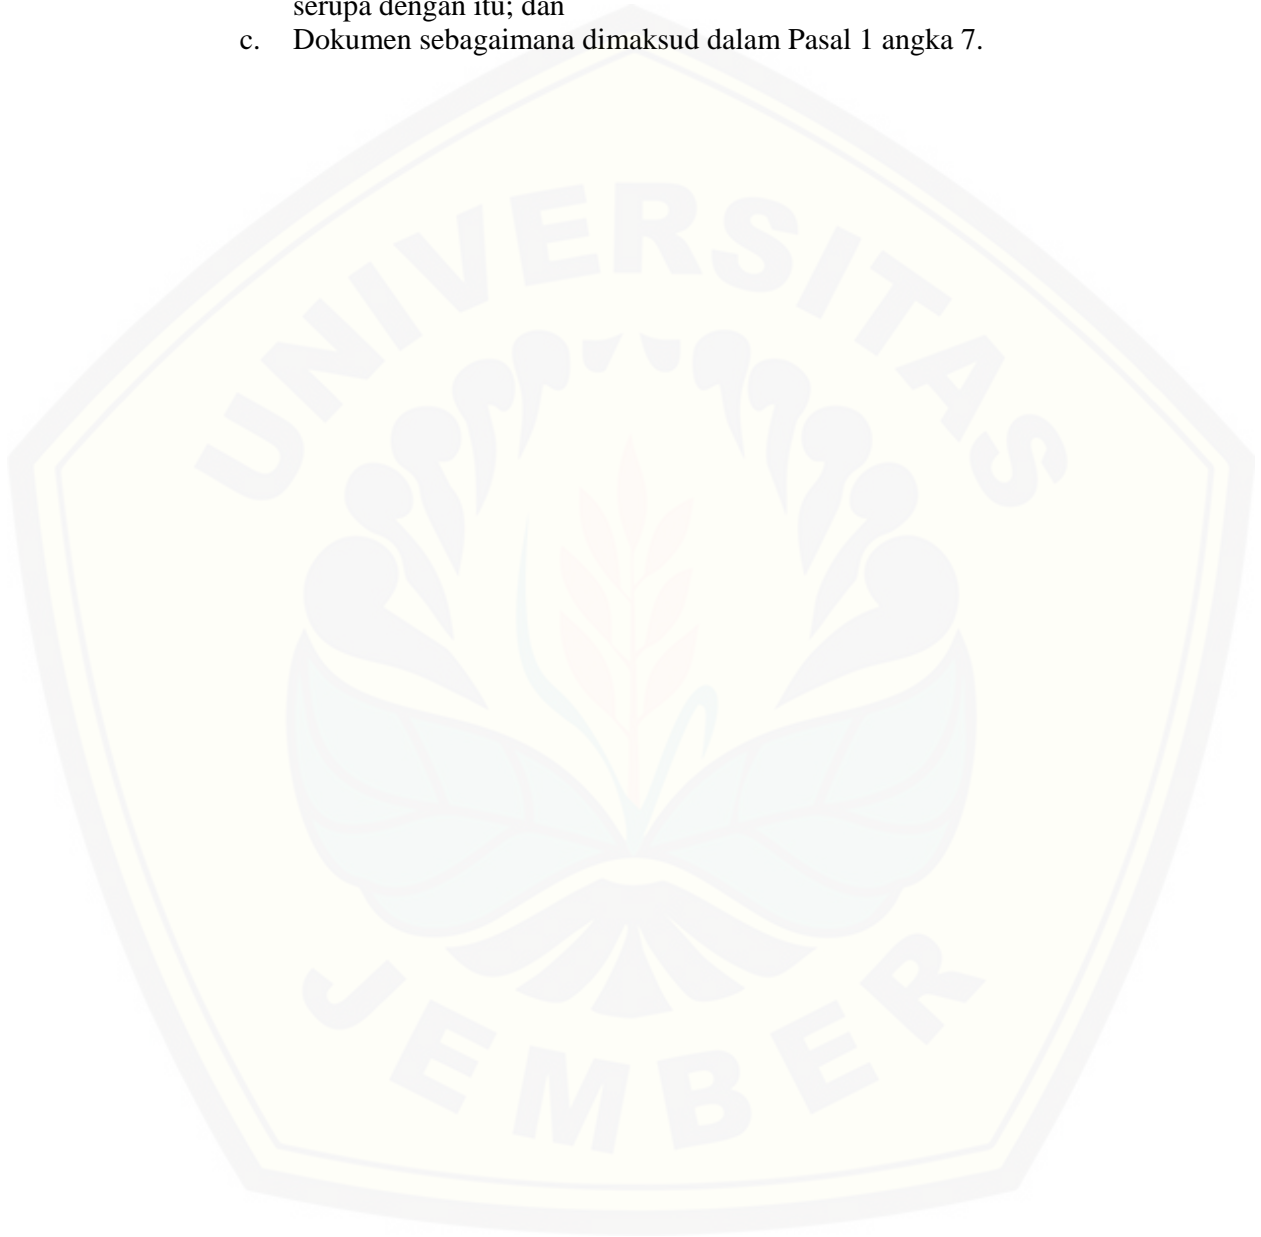 serupa dengan itu; dan
c. Dokumen sebagaimana dimaksud dalam Pasal 1 angka 7.
UNIVERSITAS
JEMBER